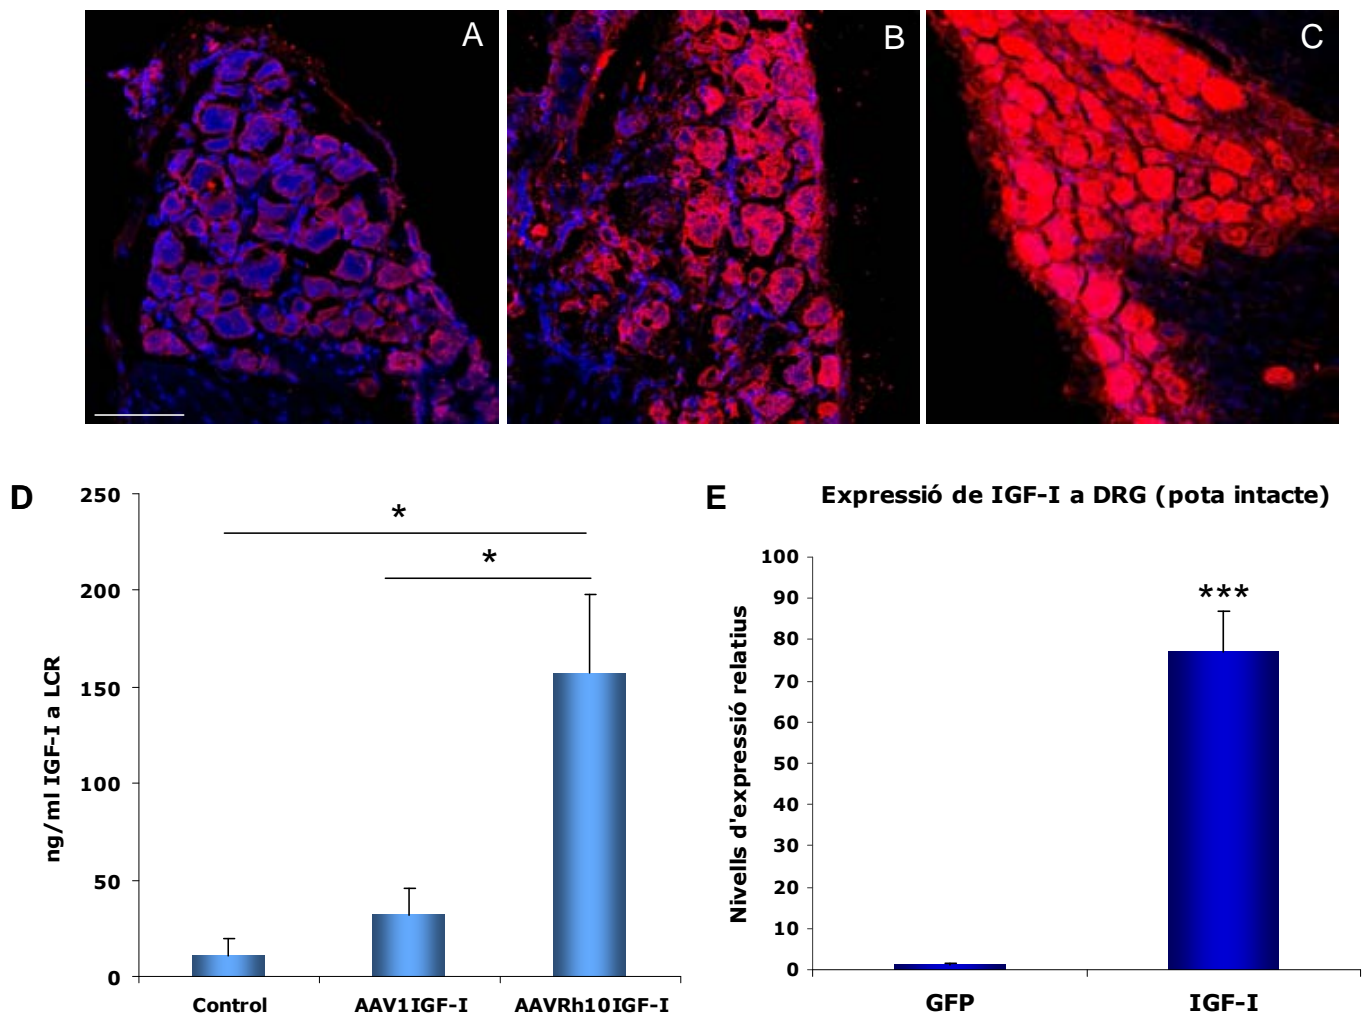 A
B
C
D
250
200
150
100
50
0
ng/ml IGF-I a LCR
*
*
Control
AAV1IGF-I
AAVRh10IGF-I
E
Expressió de IGF-I a DRG (pota intacte)
100
90
80
70
60
50
40
30
20
10
0
Nivells d'expressió relatius
***
GFP
IGF-I